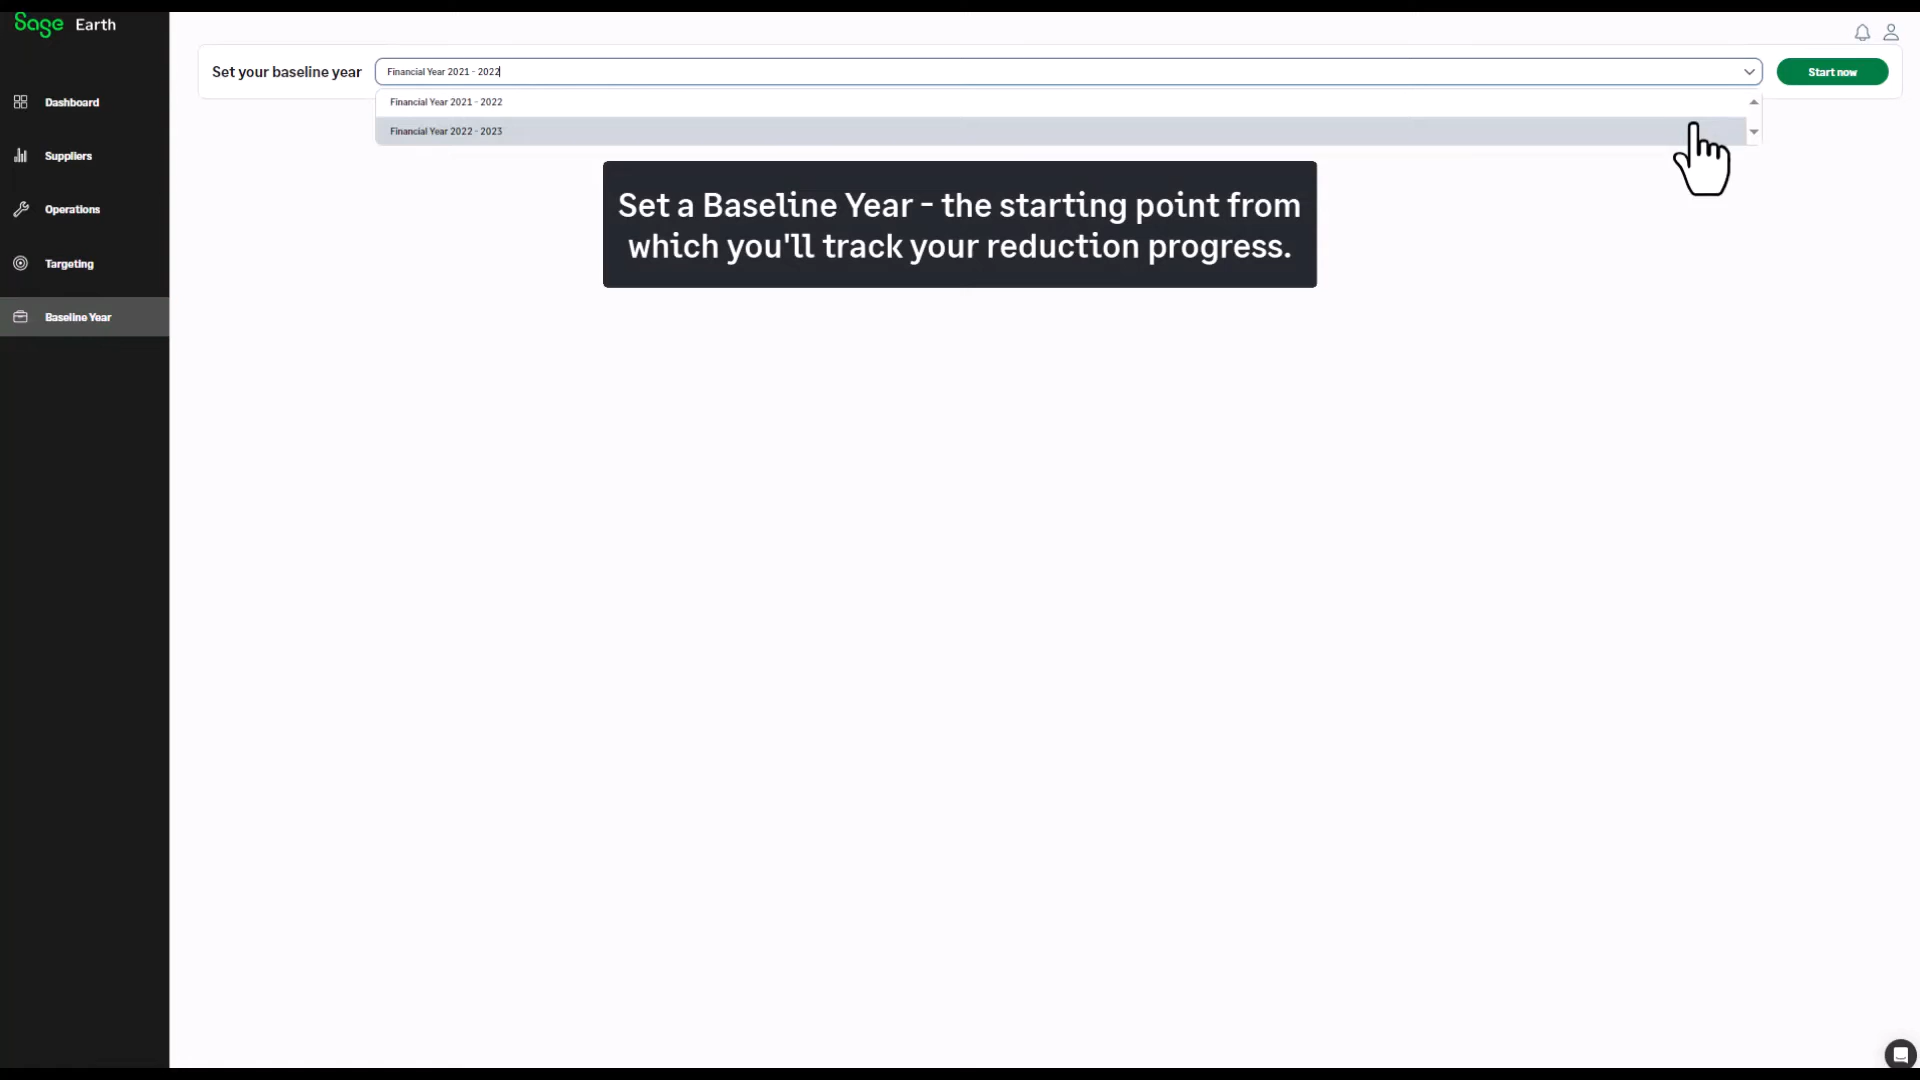 Sage Earth
Set your baseline year
Financial Year 2021 - 2022
Start now
Financial Year 2021 - 2022
Financial Year 2022 - 2023
Dashboard
Suppliers
Operations
Targeting
Baseline Year
Set a Baseline Year - the starting point from
which you'll track your reduction progress.